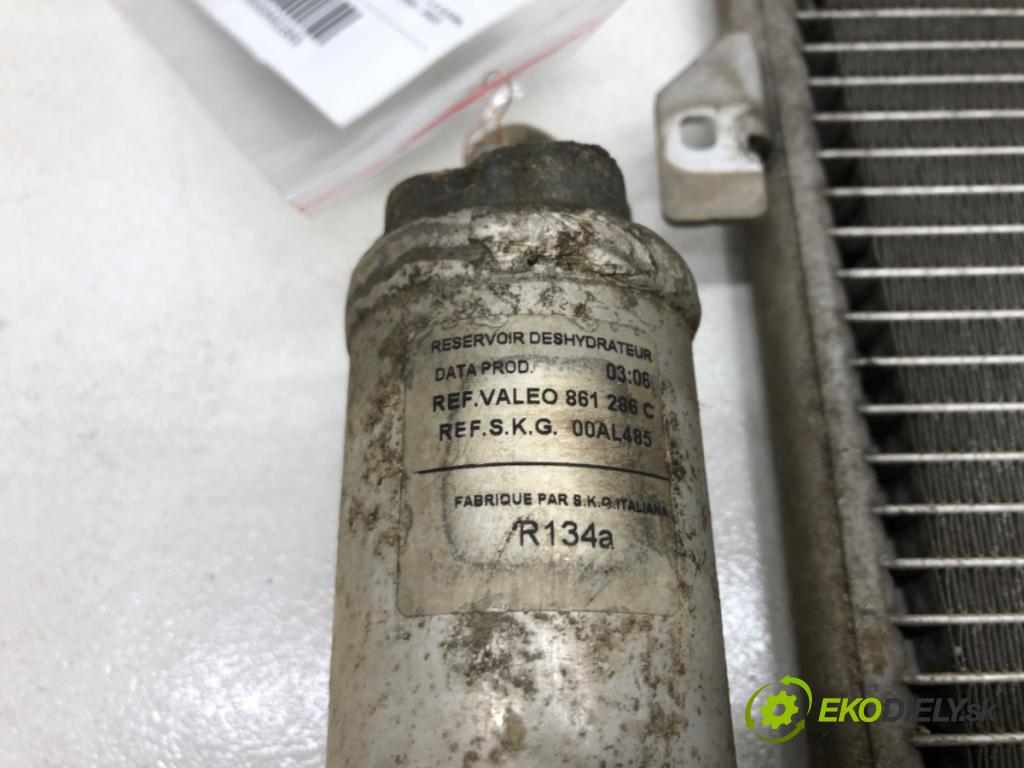 RESERVOIR DESHYDRATEUR
DATA PROD. 03:06
REF.VALEO 861 286 C
REF.S.K.G. 00AL485
FABRIQUE PAR S.K.G.ITALIANA
R134a
EKODIELY.sk